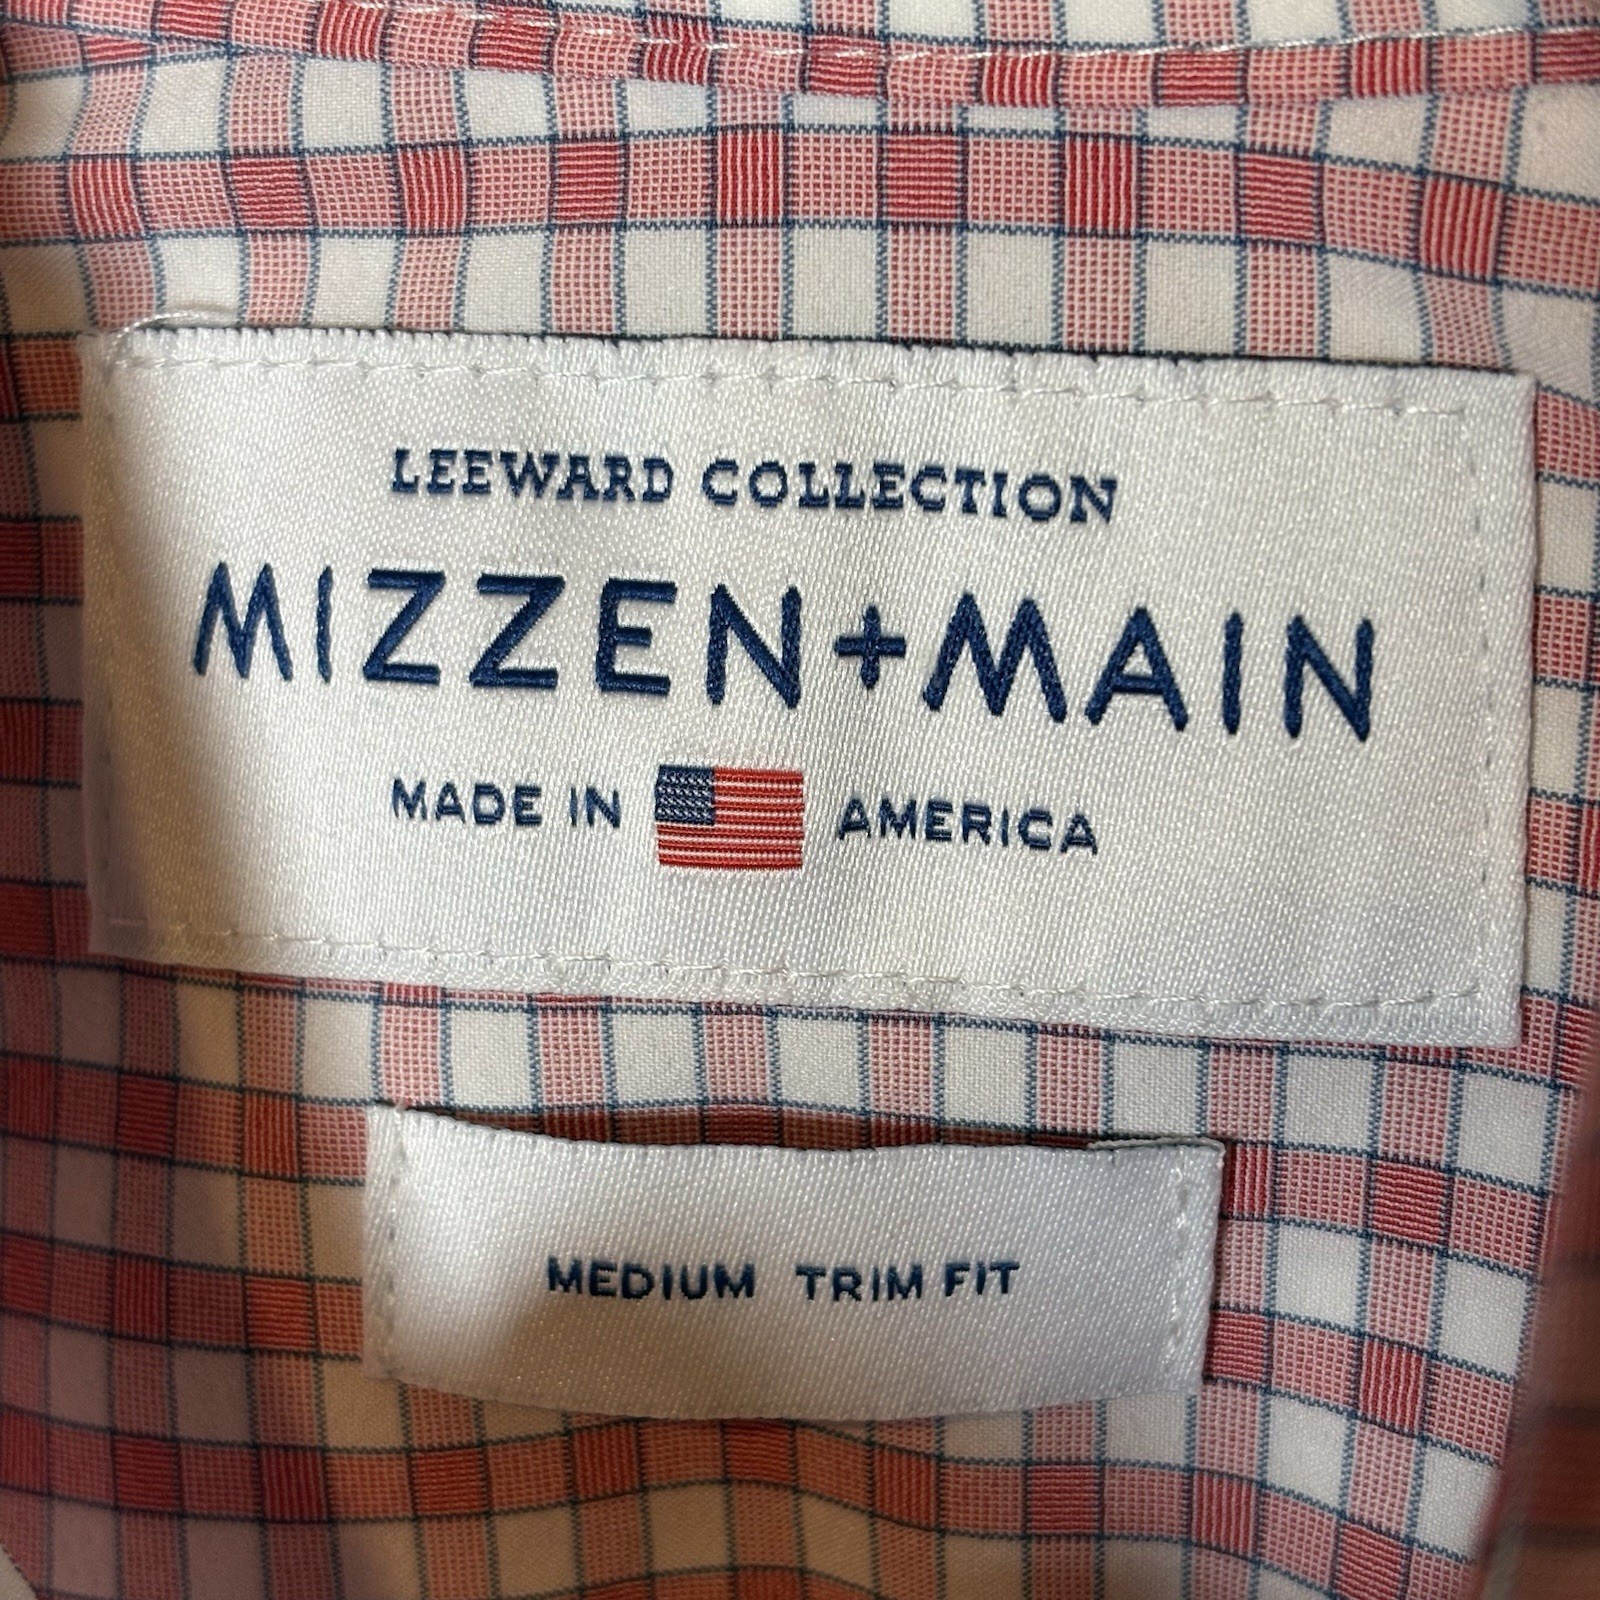 LEEWARD COLLECTION
MIZZEN+MAIN
MADE IN AMERICA
MEDIUM TRIM FIT